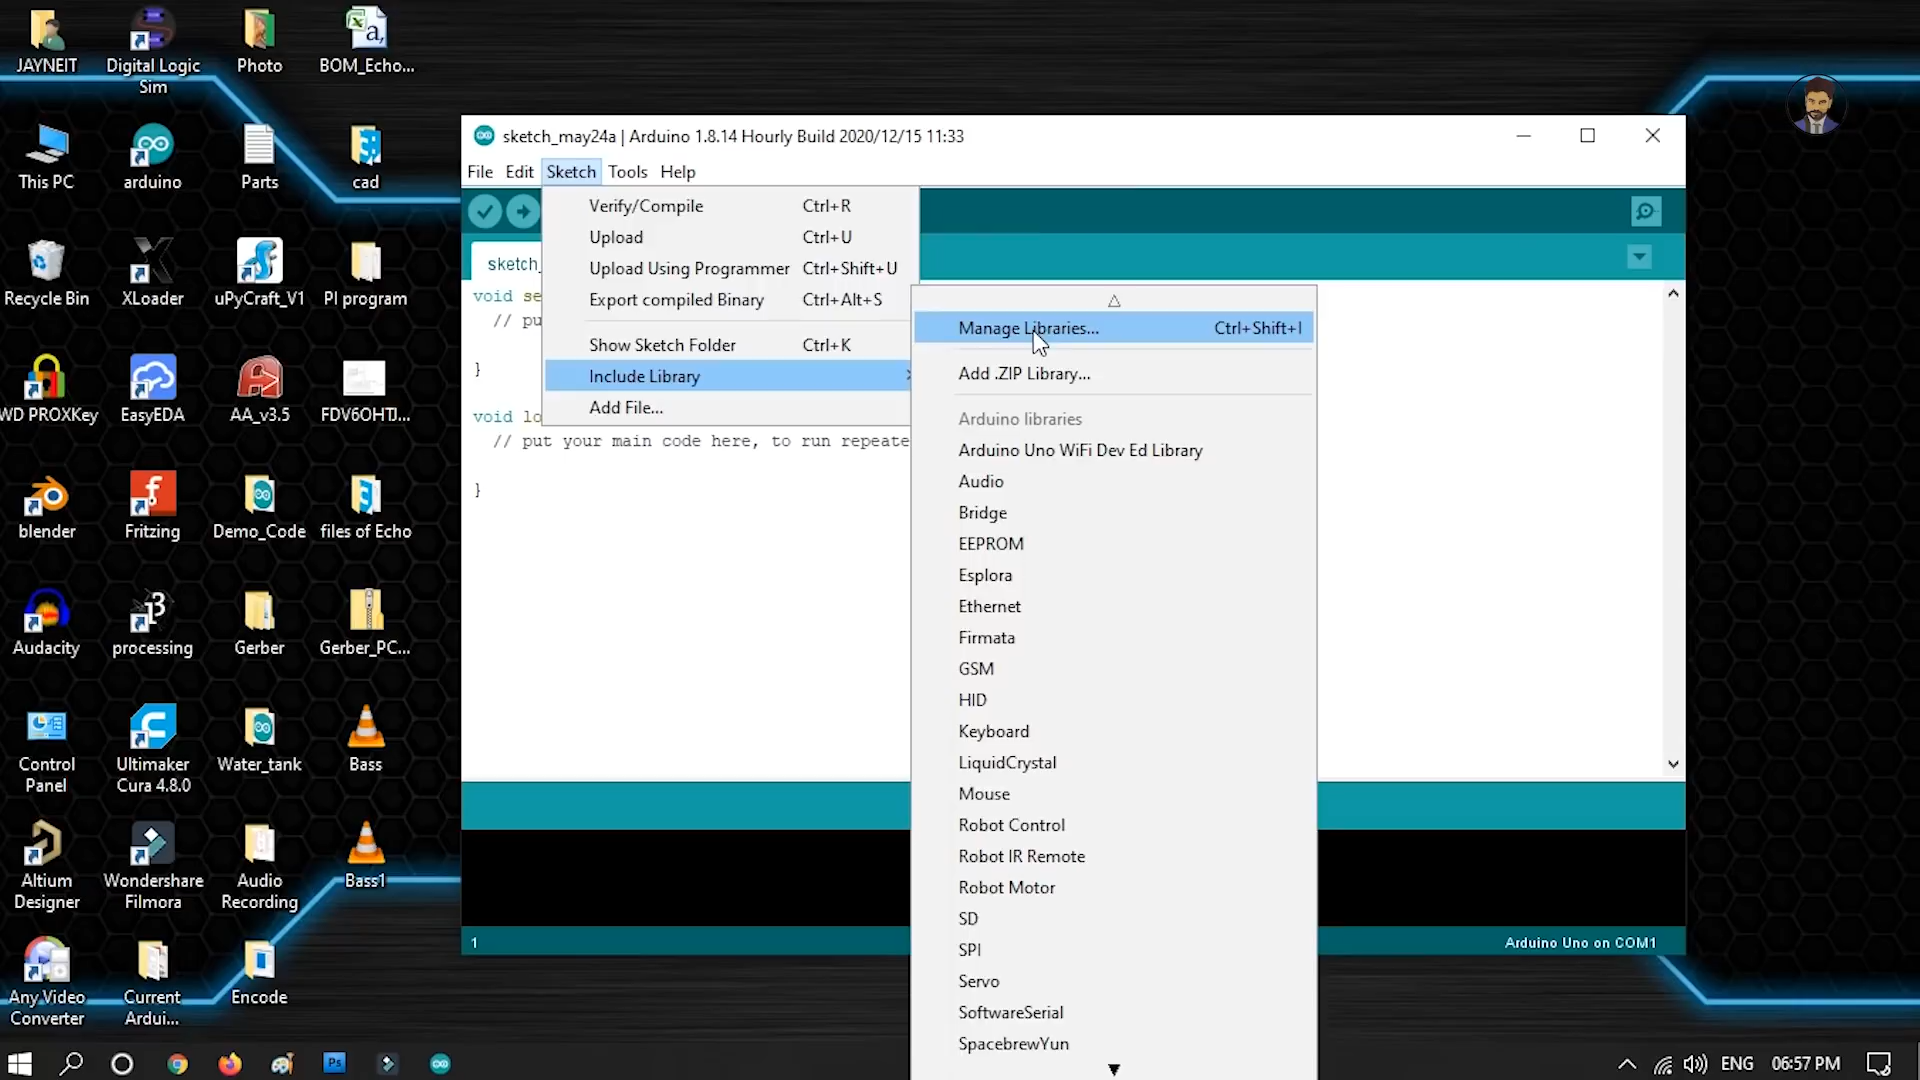 JAYNEIT
Digital Logic
Sim
Photo
BOM_Echo...
This PC
arduino
Parts
cad
Recycle Bin
XLoader
uPyCraft_V1
PI program
WD PROXKey
EasyEDA
AA_v3.5
FDV6OHTJ...
blender
Fritzing
Demo_Code
files of Echo
Audacity
processing
Gerber
Gerber_PC...
Control
Panel
Ultimaker
Cura 4.8.0
Water_tank
Bass
Altium
Designer
Wondershare
Filmora
Audio
Recording
Bass1
Any Video
Converter
Current
Ardui...
Encode
sketch_may24a | Arduino 1.8.14 Hourly Build 2020/12/15 11:33
File Edit Sketch Tools Help
Verify/Compile Ctrl+R
Upload Ctrl+U
Upload Using Programmer Ctrl+Shift+U
Export compiled Binary Ctrl+Alt+S
Show Sketch Folder Ctrl+K
Include Library
Add File...
sketch_
void se
// pu
}
void lo
// put your main code here, to run repeate
}
Manage Libraries... Ctrl+Shift+I
Add .ZIP Library...
Arduino libraries
Arduino Uno WiFi Dev Ed Library
Audio
Bridge
EEPROM
Esplora
Ethernet
Firmata
GSM
HID
Keyboard
LiquidCrystal
Mouse
Robot Control
Robot IR Remote
Robot Motor
SD
SPI
Servo
SoftwareSerial
SpacebrewYun
1
Arduino Uno on COM1
Ps
ENG 06:57 PM